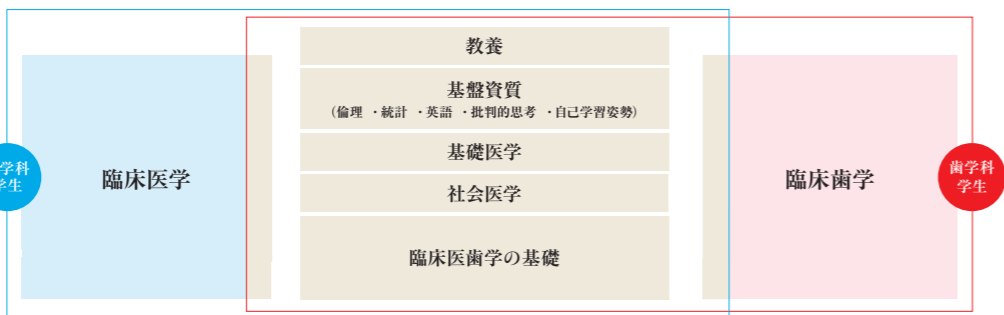 教養
基盤資質
(倫理 ・統計 ・英語 ・批判的思考 ・自己学習姿勢)
基礎医学
社会医学
臨床医歯学の基礎
学科
学生
臨床医学
臨床歯学
歯学科
学生